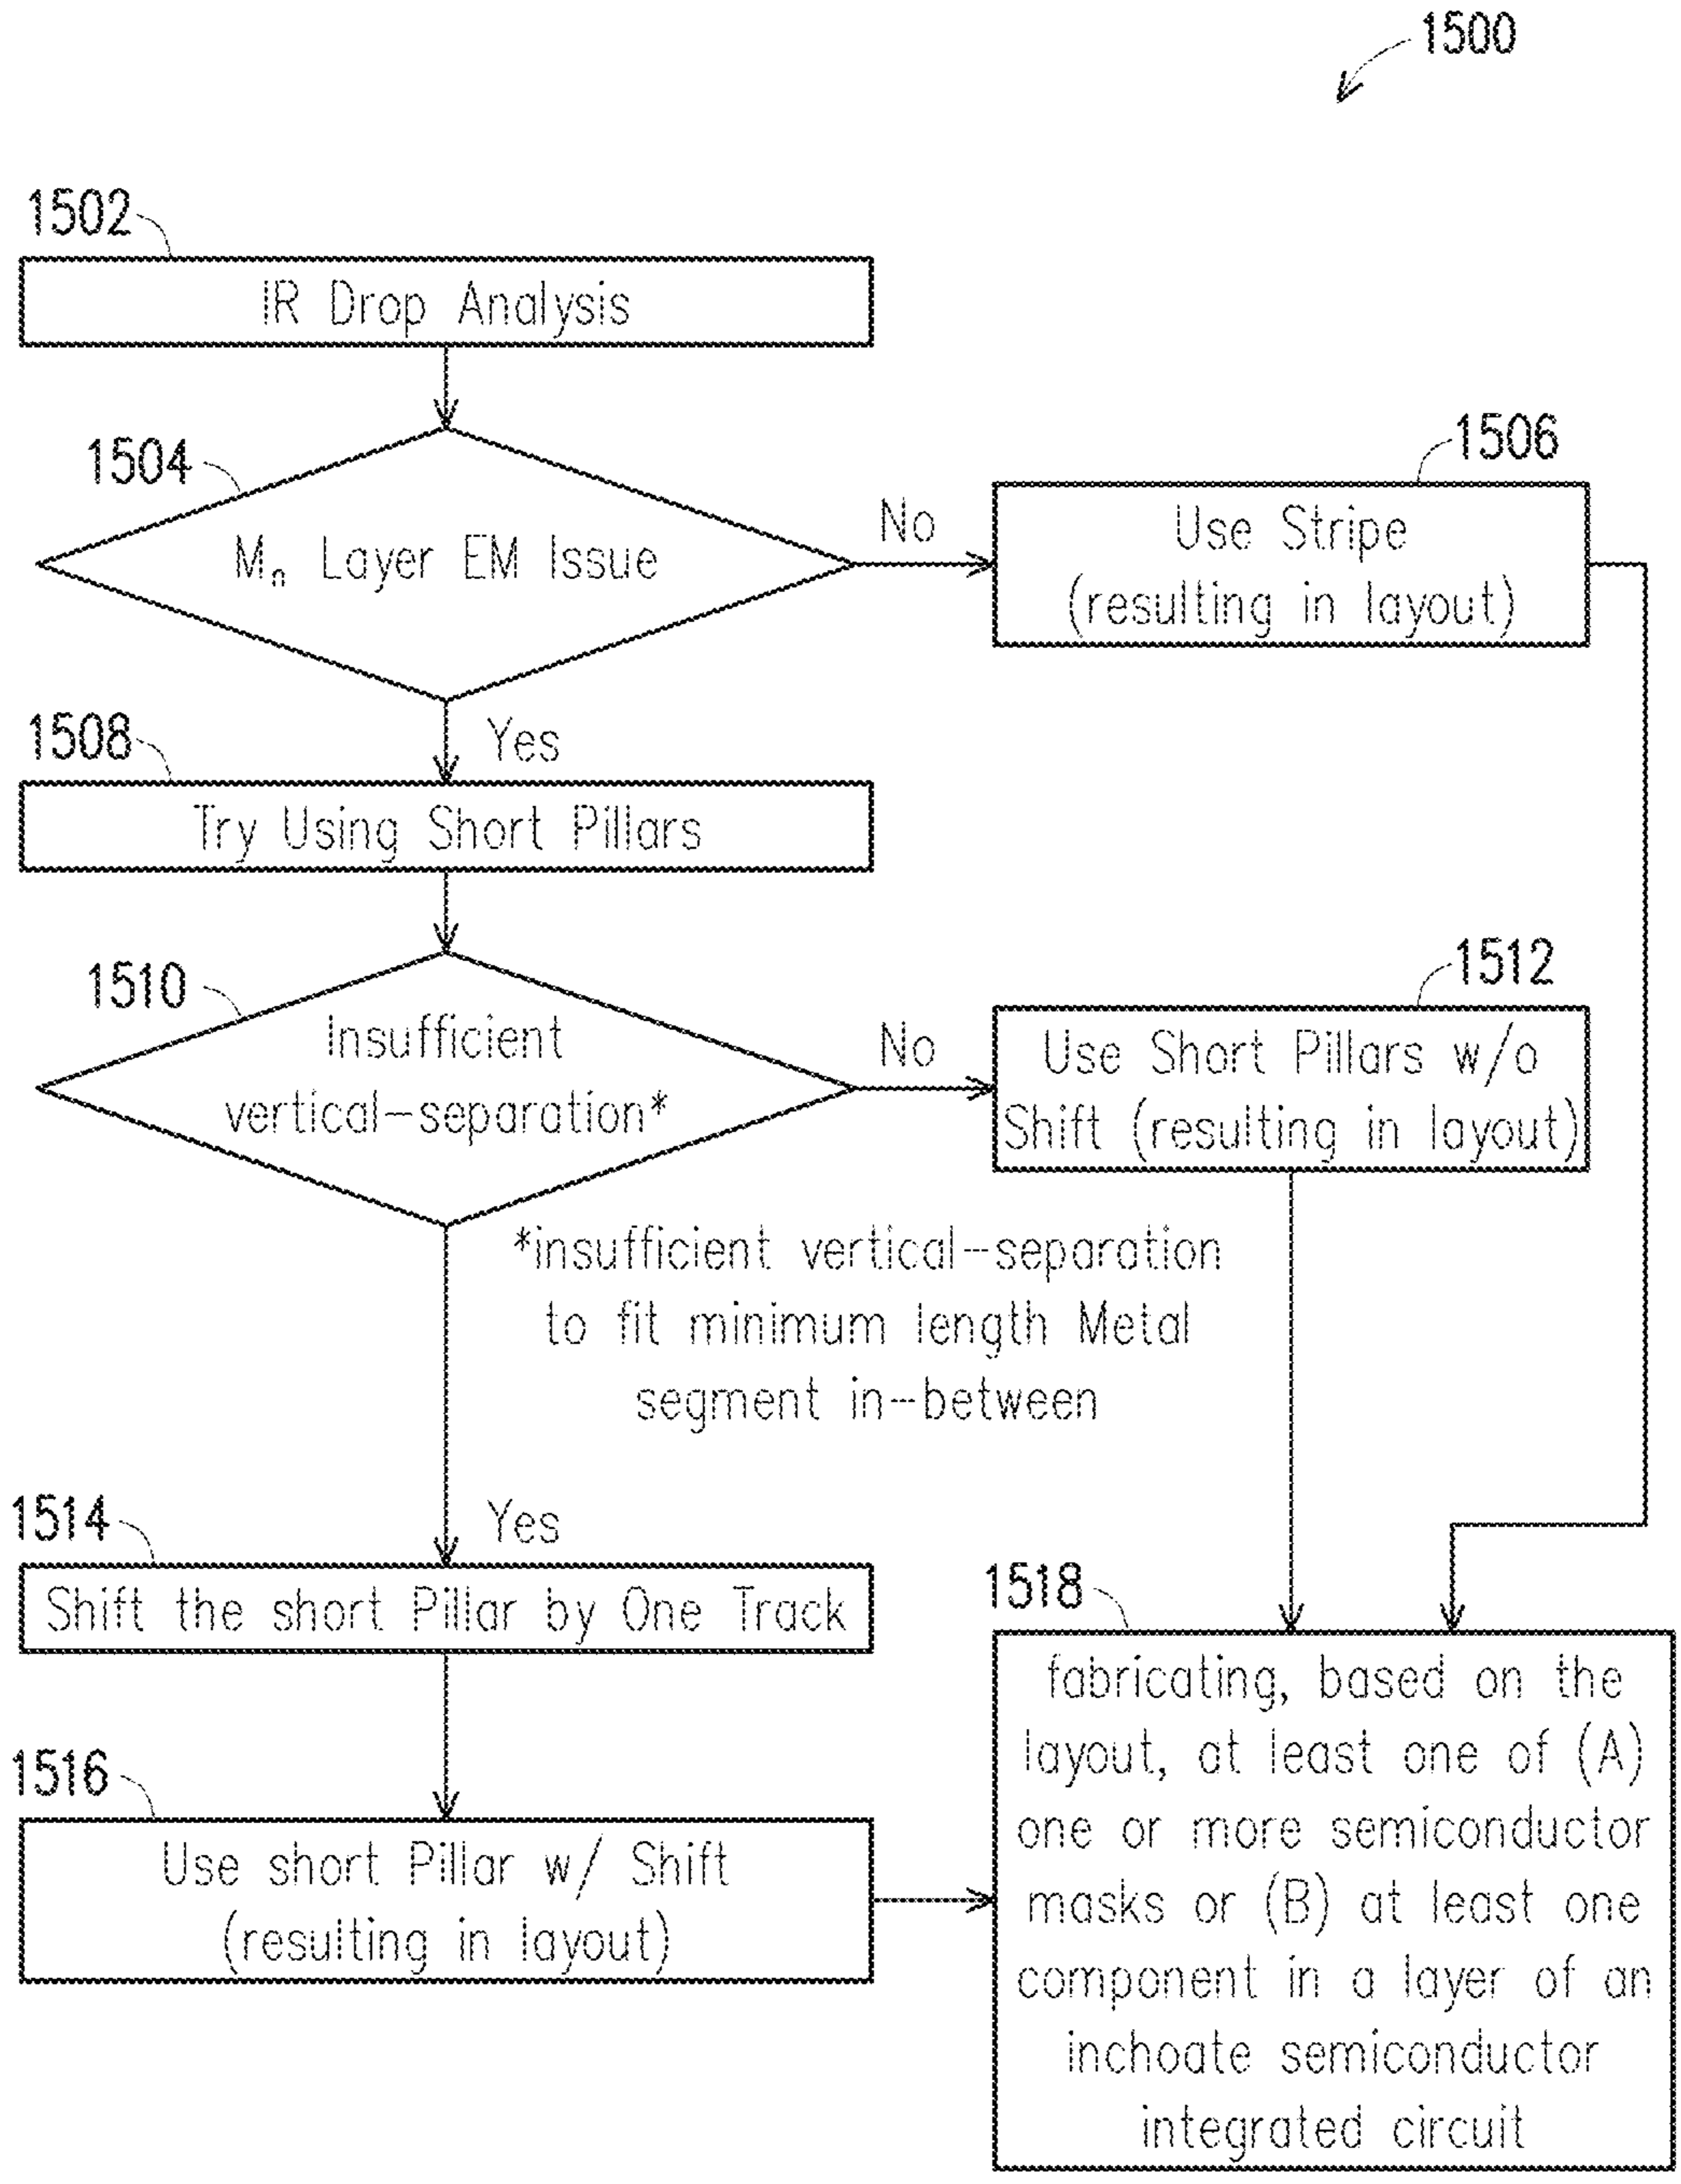 1500
1502
IR Drop Analysis
1504
Mn Layer EM Issue
No
1506
Use Stripe
(resulting in layout)
Yes
1508
Try Using Short Pillars
1510
Insufficient
vertical-separation*
No
1512
Use Short Pillars w/o
Shift (resulting in layout)
*insufficient vertical-separation
to fit minimum length Metal
segment in-between
Yes
1514
Shift the short Pillar by One Track
1516
Use short Pillar w/ Shift
(resulting in layout)
1518
fabricating, based on the
layout, at least one of (A)
one or more semiconductor
masks or (B) at least one
component in a layer of an
inchoate semiconductor
integrated circuit